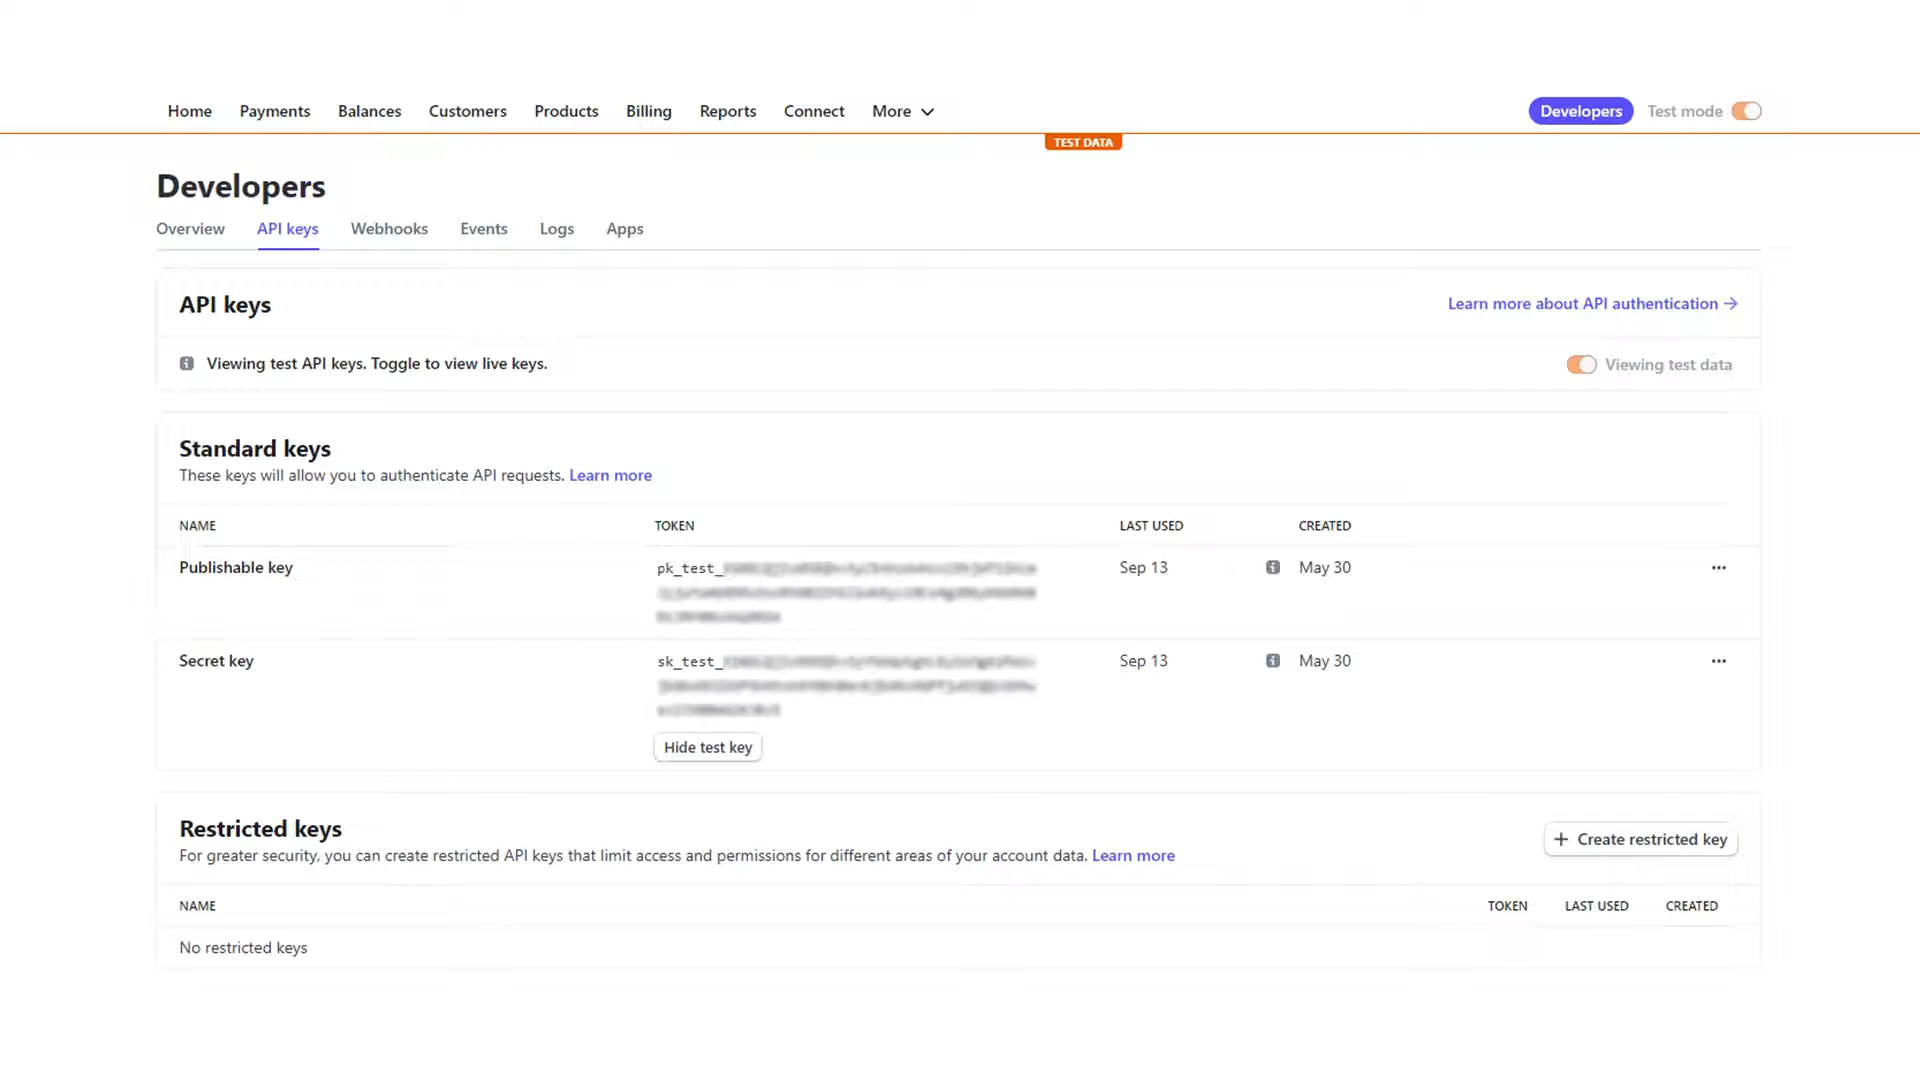 Home Payments Balances Customers Products Billing Reports Connect More Developers Test mode
TEST DATA
Developers
Overview API keys Webhooks Events Logs Apps
API keys Learn more about API authentication →
Viewing test API keys. Toggle to view live keys. Viewing test data
Standard keys
These keys will allow you to authenticate API requests. Learn more
NAME TOKEN LAST USED CREATED
Publishable key pk_test_ Sep 13 May 30
Secret key sk_test_ Sep 13 May 30
Hide test key
Restricted keys
+ Create restricted key
For greater security, you can create restricted API keys that limit access and permissions for different areas of your account data. Learn more
NAME TOKEN LAST USED CREATED
No restricted keys